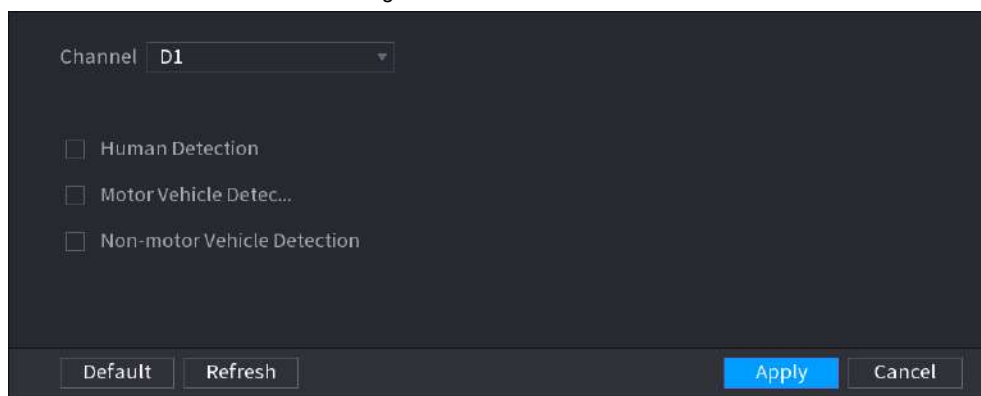 Channel D1
Human Detection
Motor Vehicle Detec...
Non-motor Vehicle Detection
Default Refresh Apply Cancel